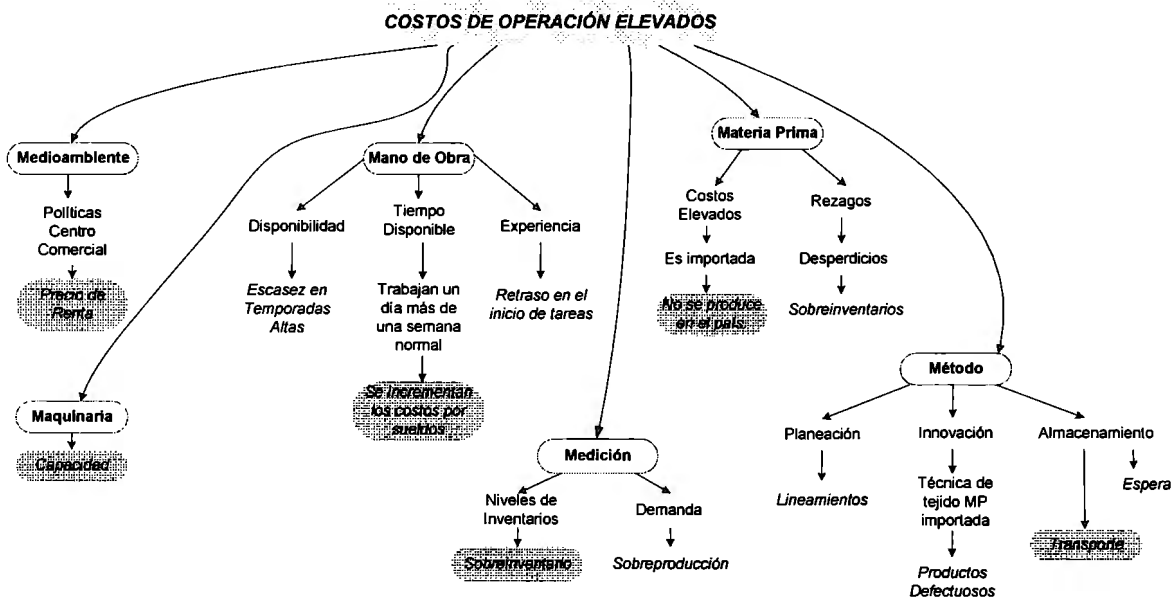 COSTOS DE OPERACIÓN ELEVADOS
Medioambiente
Políticas
Centro
Comercial
Precio de
Renta
Maquinaria
Capacidad
Mano de Obra
Disponibilidad
Escasez en
Temporadas
Altas
Tiempo
Disponible
Trabajan un
día más de
una semana
normal
Se Incrementan
los costos por
sueldos
Experiencia
Retraso en el
inicio de tareas
Medición
Niveles de
Inventarios
Sobreinventario
Demanda
Sobreproducción
Materia Prima
Costos
Elevados
Es importada
No se produce
en el país
Rezagos
Desperdicios
Sobreinventarios
Método
Planeación
Lineamientos
Innovación
Técnica de
tejido MP
importada
Productos
Defectuosos
Almacenamiento
Transporte
Espera